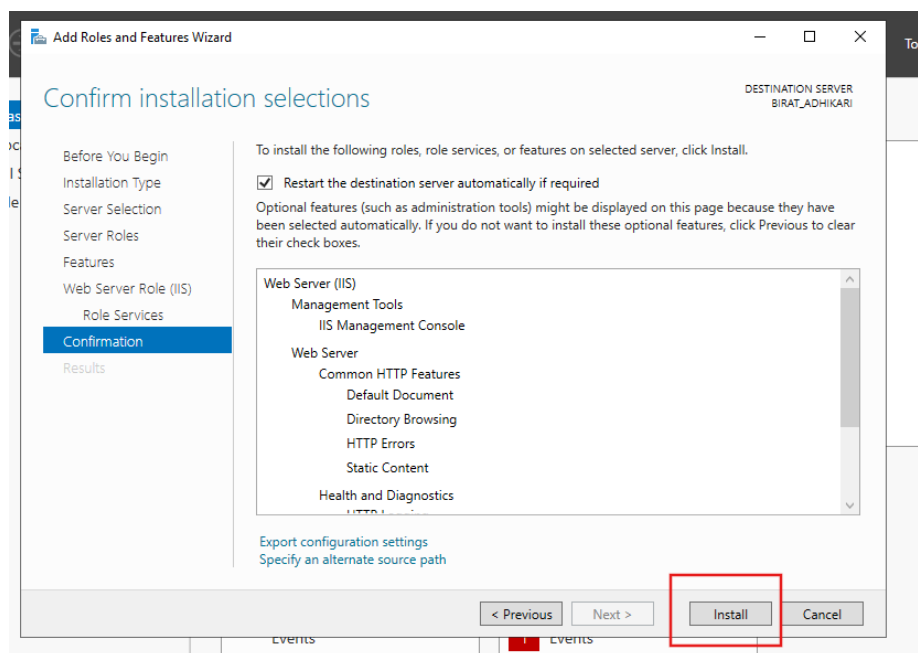 Add Roles and Features Wizard
To
Confirm installation selections
DESTINATION SERVER
BIRAT_ADHIKARI
Before You Begin
Installation Type
Server Selection
Server Roles
Features
Web Server Role (IIS)
Role Services
Confirmation
Results
To install the following roles, role services, or features on selected server, click Install.
Restart the destination server automatically if required
Optional features (such as administration tools) might be displayed on this page because they have
been selected automatically. If you do not want to install these optional features, click Previous to clear
their check boxes.
Web Server (IIS)
Management Tools
IIS Management Console
Web Server
Common HTTP Features
Default Document
Directory Browsing
HTTP Errors
Static Content
Health and Diagnostics
Export configuration settings
Specify an alternate source path
< Previous
Next >
Install
Cancel
Events
1 Events